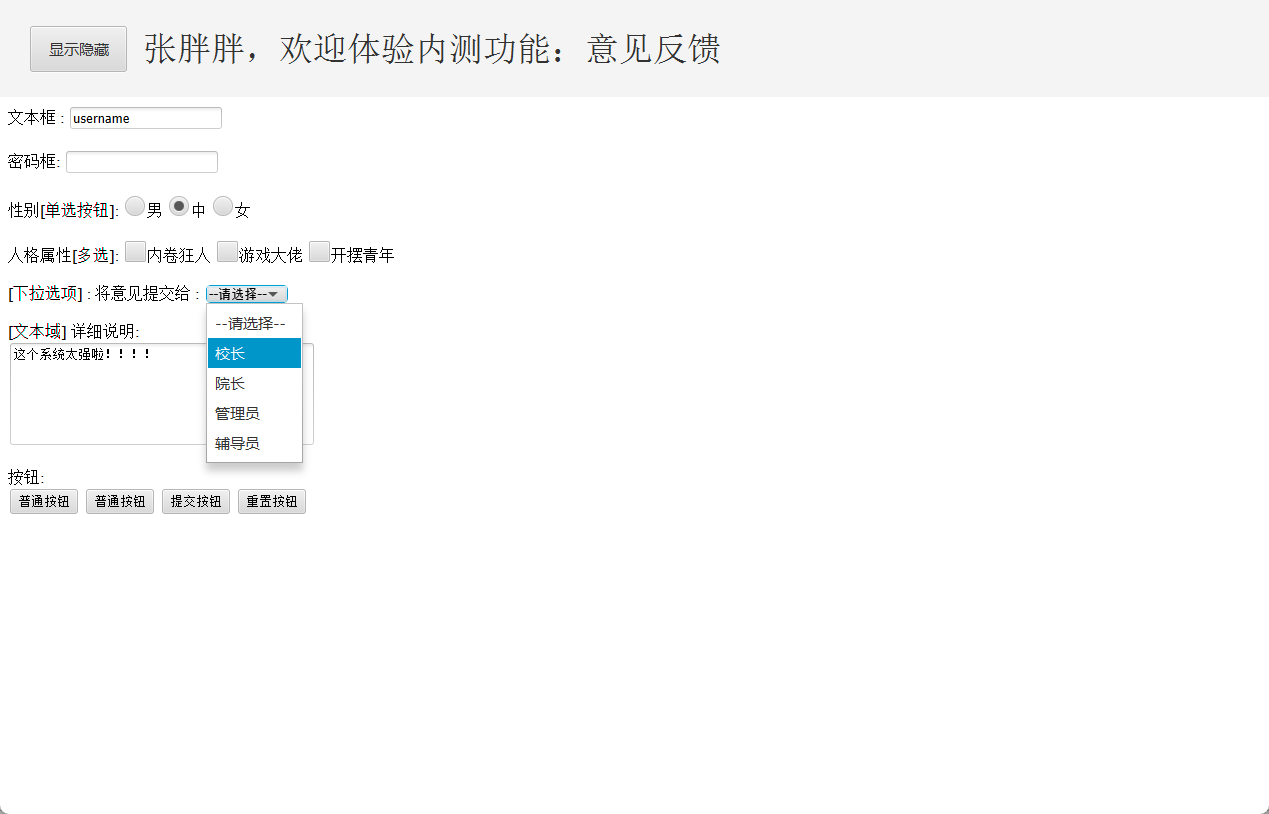 显示隐藏 张胖胖，欢迎体验内测功能：意见反馈
文本框 : username
密码框:
性别[单选按钮]: 男 中 女
人格属性[多选]: 内卷狂人 游戏大佬 开摆青年
[下拉选项] : 将意见提交给 : --请选择--
--请选择--
校长
院长
管理员
辅导员
[文本域] 详细说明:
这个系统太强啦！！！！
按钮:
普通按钮 普通按钮 提交按钮 重置按钮